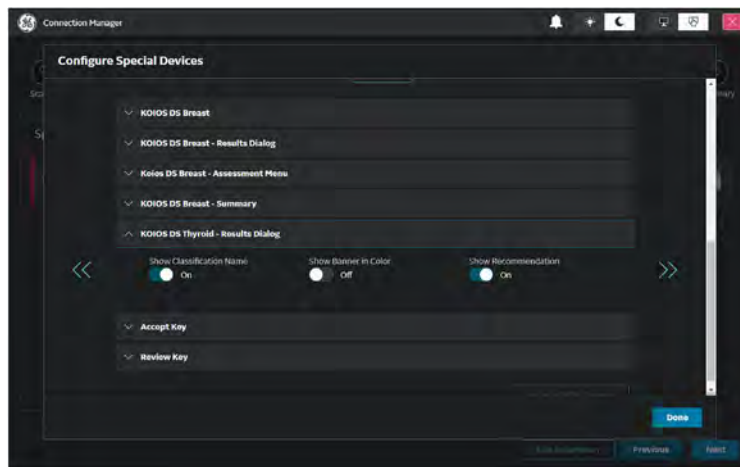 Connection Manager
Configure Special Devices
KOIOS DS Breast
KOIOS DS Breast - Results Dialog
Koios DS Breast - Assessment Menu
KOIOS DS Breast - Summary
KOIOS DS Thyroid - Results Dialog
Show Classification Name
Show Banner in Color
Show Recommendation
On
Off
On
Accept Key
Review Key
Done
Previous
Next